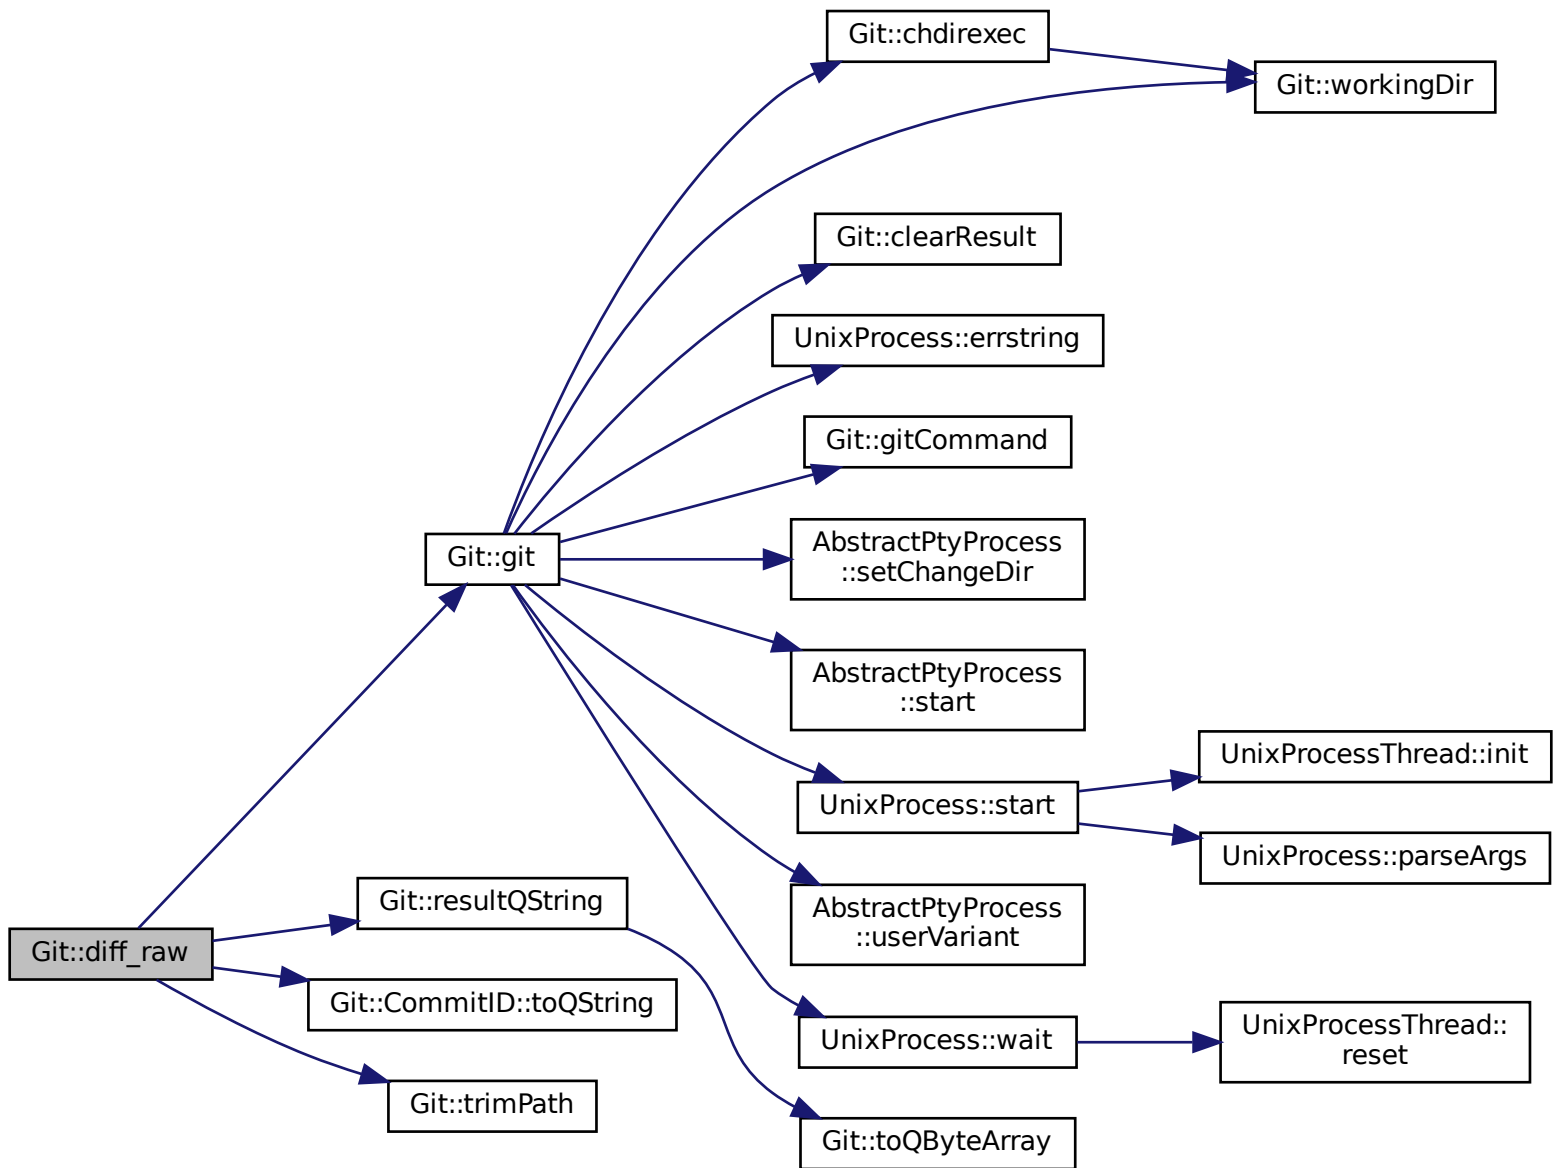 Git::chdirexec
Git::workingDir
Git::clearResult
UnixProcess::errstring
Git::gitCommand
Git::git
AbstractPtyProcess
::setChangeDir
AbstractPtyProcess
::start
UnixProcessThread::init
UnixProcess::start
UnixProcess::parseArgs
Git::resultQString
AbstractPtyProcess
::userVariant
Git::diff_raw
Git::CommitID::toQString
UnixProcess::wait
UnixProcessThread::
reset
Git::trimPath
Git::toQByteArray